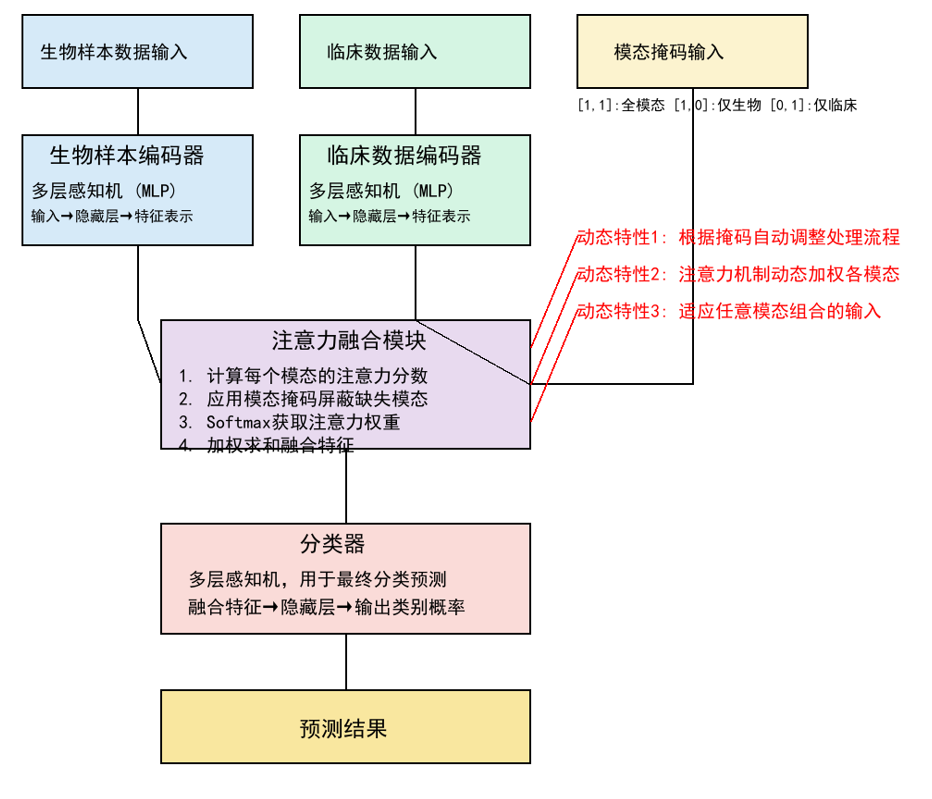 生物样本数据输入
临床数据输入
模态掩码输入
[1,1]:全模态 [1,0]:仅生物 [0,1]:仅临床
生物样本编码器
多层感知机 (MLP)
输入→隐藏层→特征表示
临床数据编码器
多层感知机 (MLP)
输入→隐藏层→特征表示
动态特性1: 根据掩码自动调整处理流程
动态特性2: 注意力机制动态加权各模态
动态特性3: 适应任意模态组合的输入
注意力融合模块
1. 计算每个模态的注意力分数
2. 应用模态掩码屏蔽缺失模态
3. Softmax获取注意力权重
4. 加权求和融合特征
分类器
多层感知机，用于最终分类预测
融合特征→隐藏层→输出类别概率
预测结果